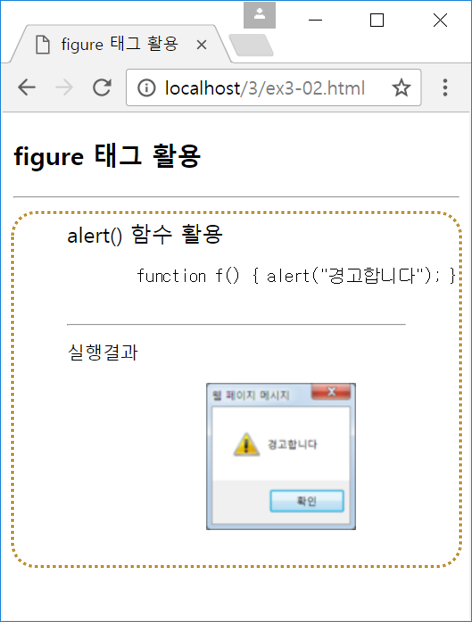 figure 태그 활용
localhost/3/ex3-02.html
figure 태그 활용
alert() 함수 활용
function f() { alert("경고합니다"); }
실행결과
웹 페이지 메시지
경고합니다
확인